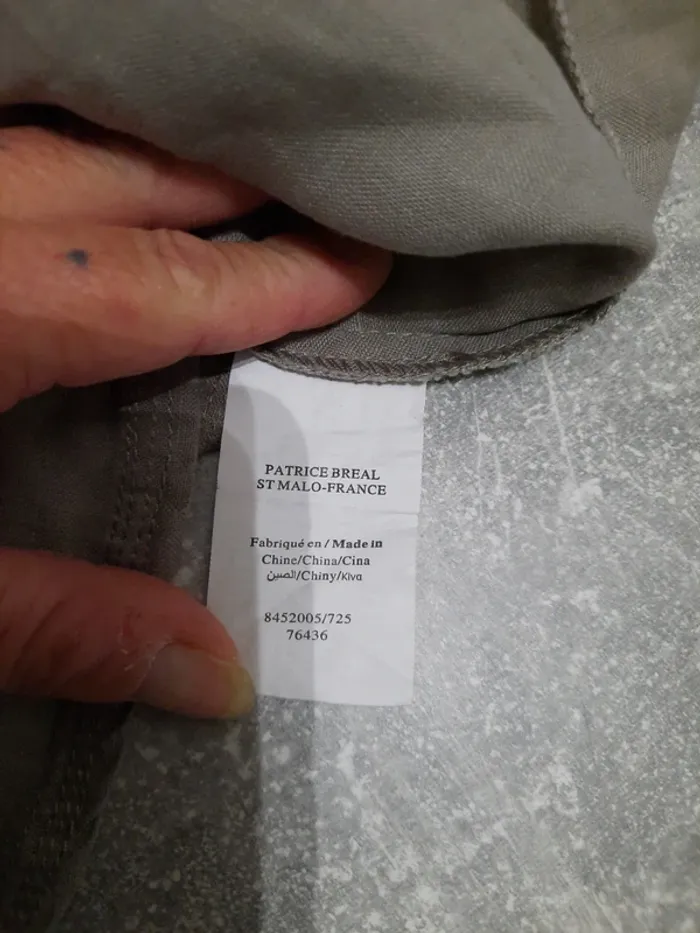 PATRICE BREAL
ST MALO-FRANCE
Fabriqué en / Made in
Chine/China/Cina
الصين/Chiny/Kiva
8452005/725
76436